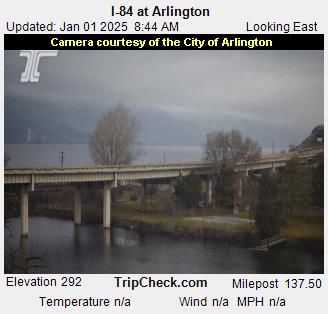 I-84 at Arlington
Updated: Jan 01 2025 8:44 AM Looking East
Camera courtesy of the City of Arlington
Elevation 292 TripCheck.com Milepost 137.50
Temperature n/a Wind n/a MPH n/a